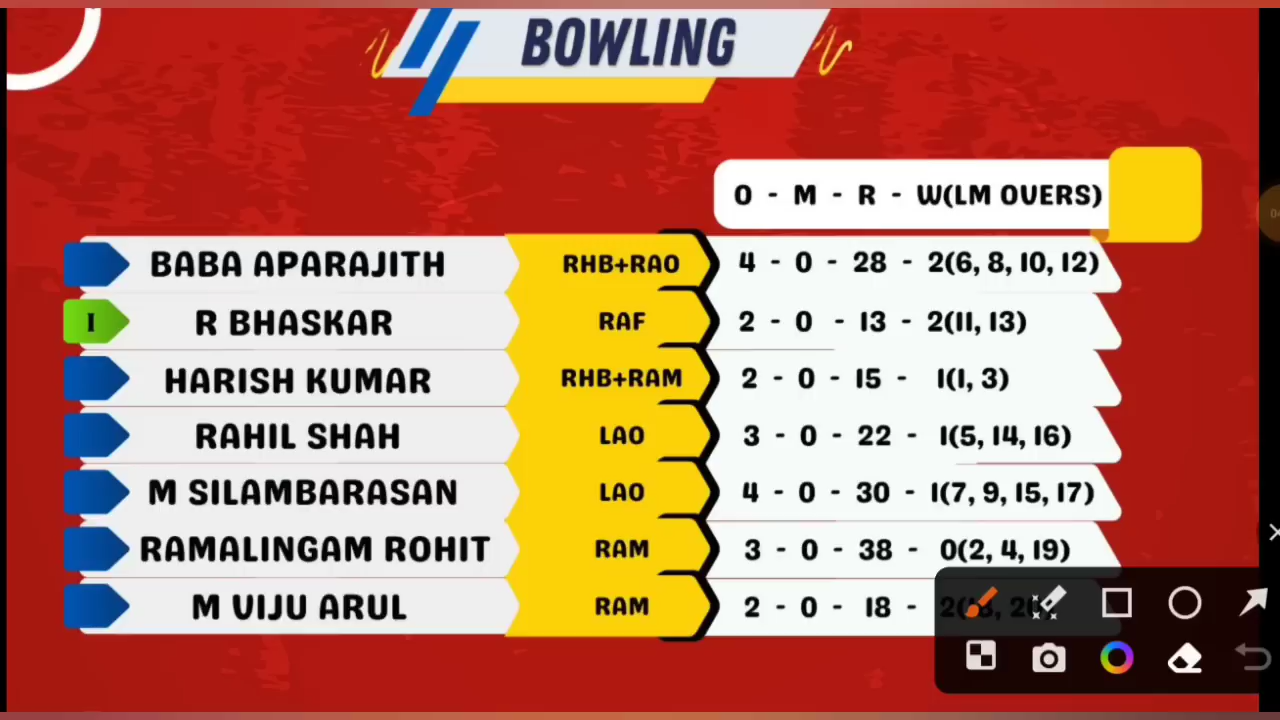 BOWLING
O - M - R - W(LM OVERS)
BABA APARAJITH RHB+RAO 4 - 0 - 28 - 2(6, 8, 10, 12)
I R BHASKAR RAF 2 - 0 - 13 - 2(11, 13)
HARISH KUMAR RHB+RAM 2 - 0 - 15 - 1(1, 3)
RAHIL SHAH LAO 3 - 0 - 22 - 1(5, 14, 16)
M SILAMBARASAN LAO 4 - 0 - 30 - 1(7, 9, 15, 17)
RAMALINGAM ROHIT RAM 3 - 0 - 38 - 0(2, 4, 19)
M VIJU ARUL RAM 2 - 0 - 18 -